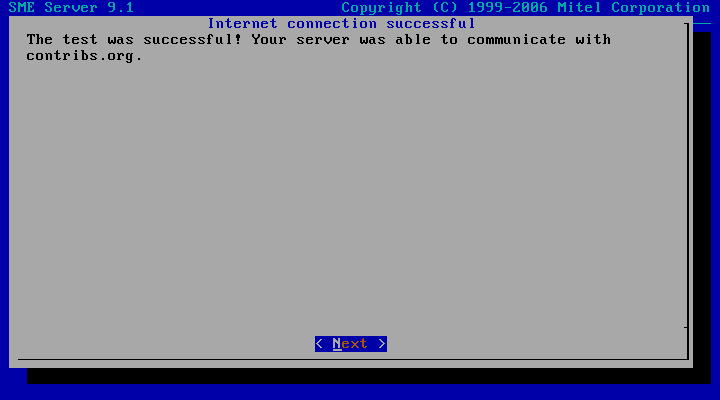 SME Server 9.1 Copyright (C) 1999-2006 Mitel Corporation
Internet connection successful
The test was successful! Your server was able to communicate with
contribs.org.
< Next >